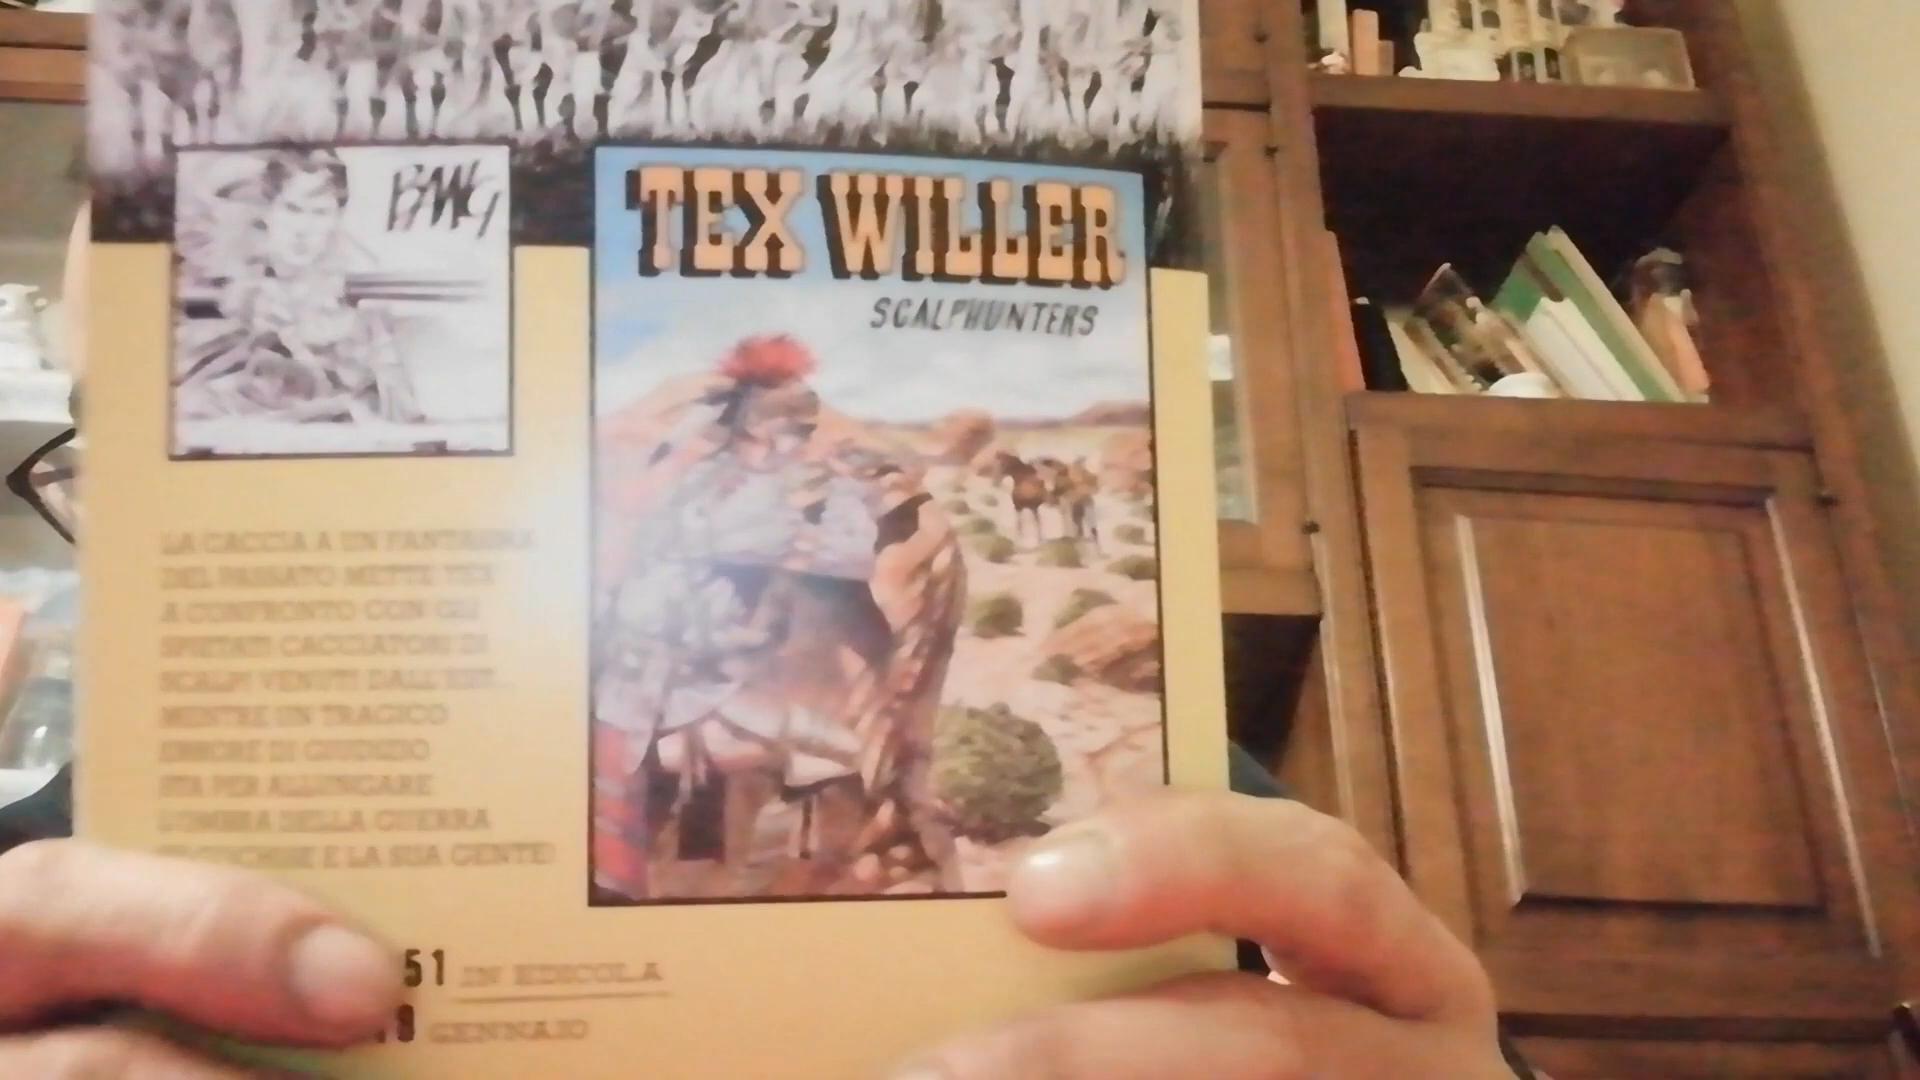 BANG
TEX WILLER
SCALPHUNTERS
LA CACCIA A UN FANTASMA
DEL PASSATO METTE TEX
A CONFRONTO CON GLI
SPIETATI CACCIATORI DI
SCALPI VENUTI DALL'EST...
MENTRE UN TRAGICO
ERRORE DI GIUDIZIO
STA PER ALLUNGARE
L'OMBRA DELLA GUERRA
COCHISE E LA SUA GENTE!
51 IN EDICOLA
GENNAIO